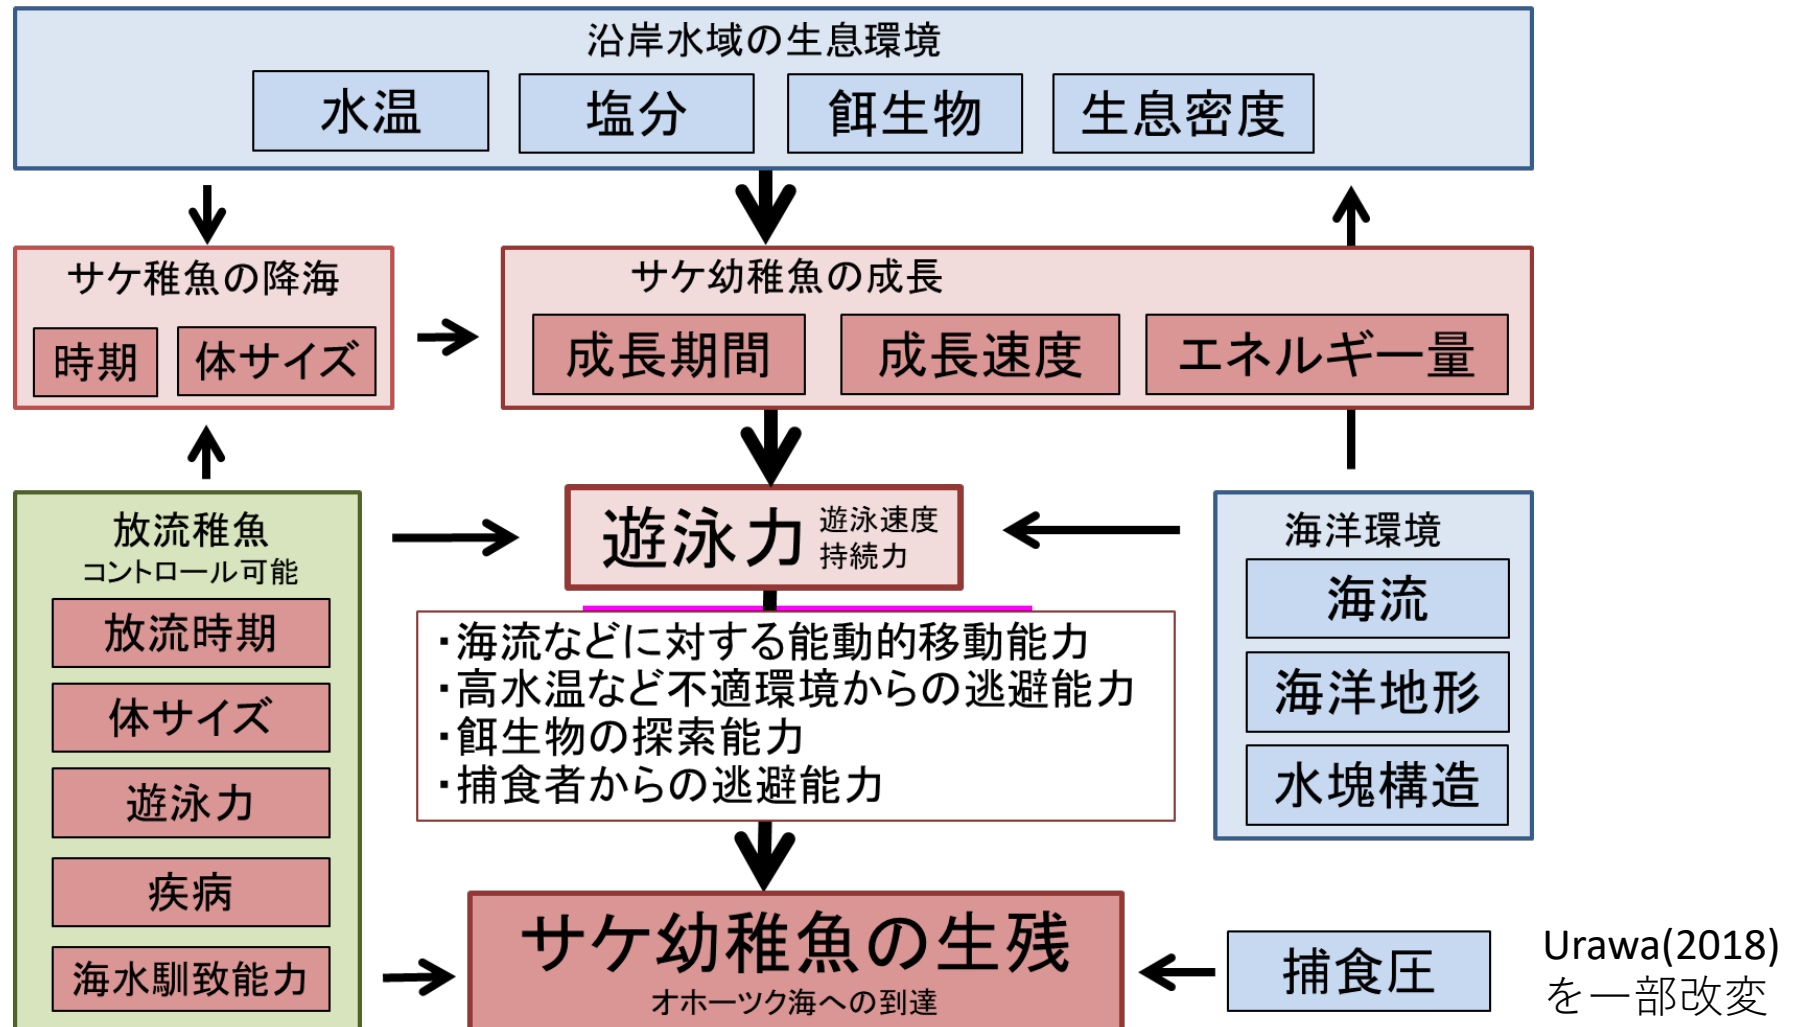 沿岸水域の生息環境
水温
塩分
餌生物
生息密度
サケ稚魚の降海
時期
体サイズ
サケ幼稚魚の成長
成長期間
成長速度
エネルギー量
放流稚魚
コントロール可能
放流時期
体サイズ
遊泳力
疾病
海水馴致能力
遊泳力
遊泳速度
持続力
・海流などに対する能動的移動能力
・高水温など不適環境からの逃避能力
・餌生物の探索能力
・捕食者からの逃避能力
海洋環境
海流
海洋地形
水塊構造
サケ幼稚魚の生残
オホーツク海への到達
捕食圧
Urawa(2018)
を一部改変